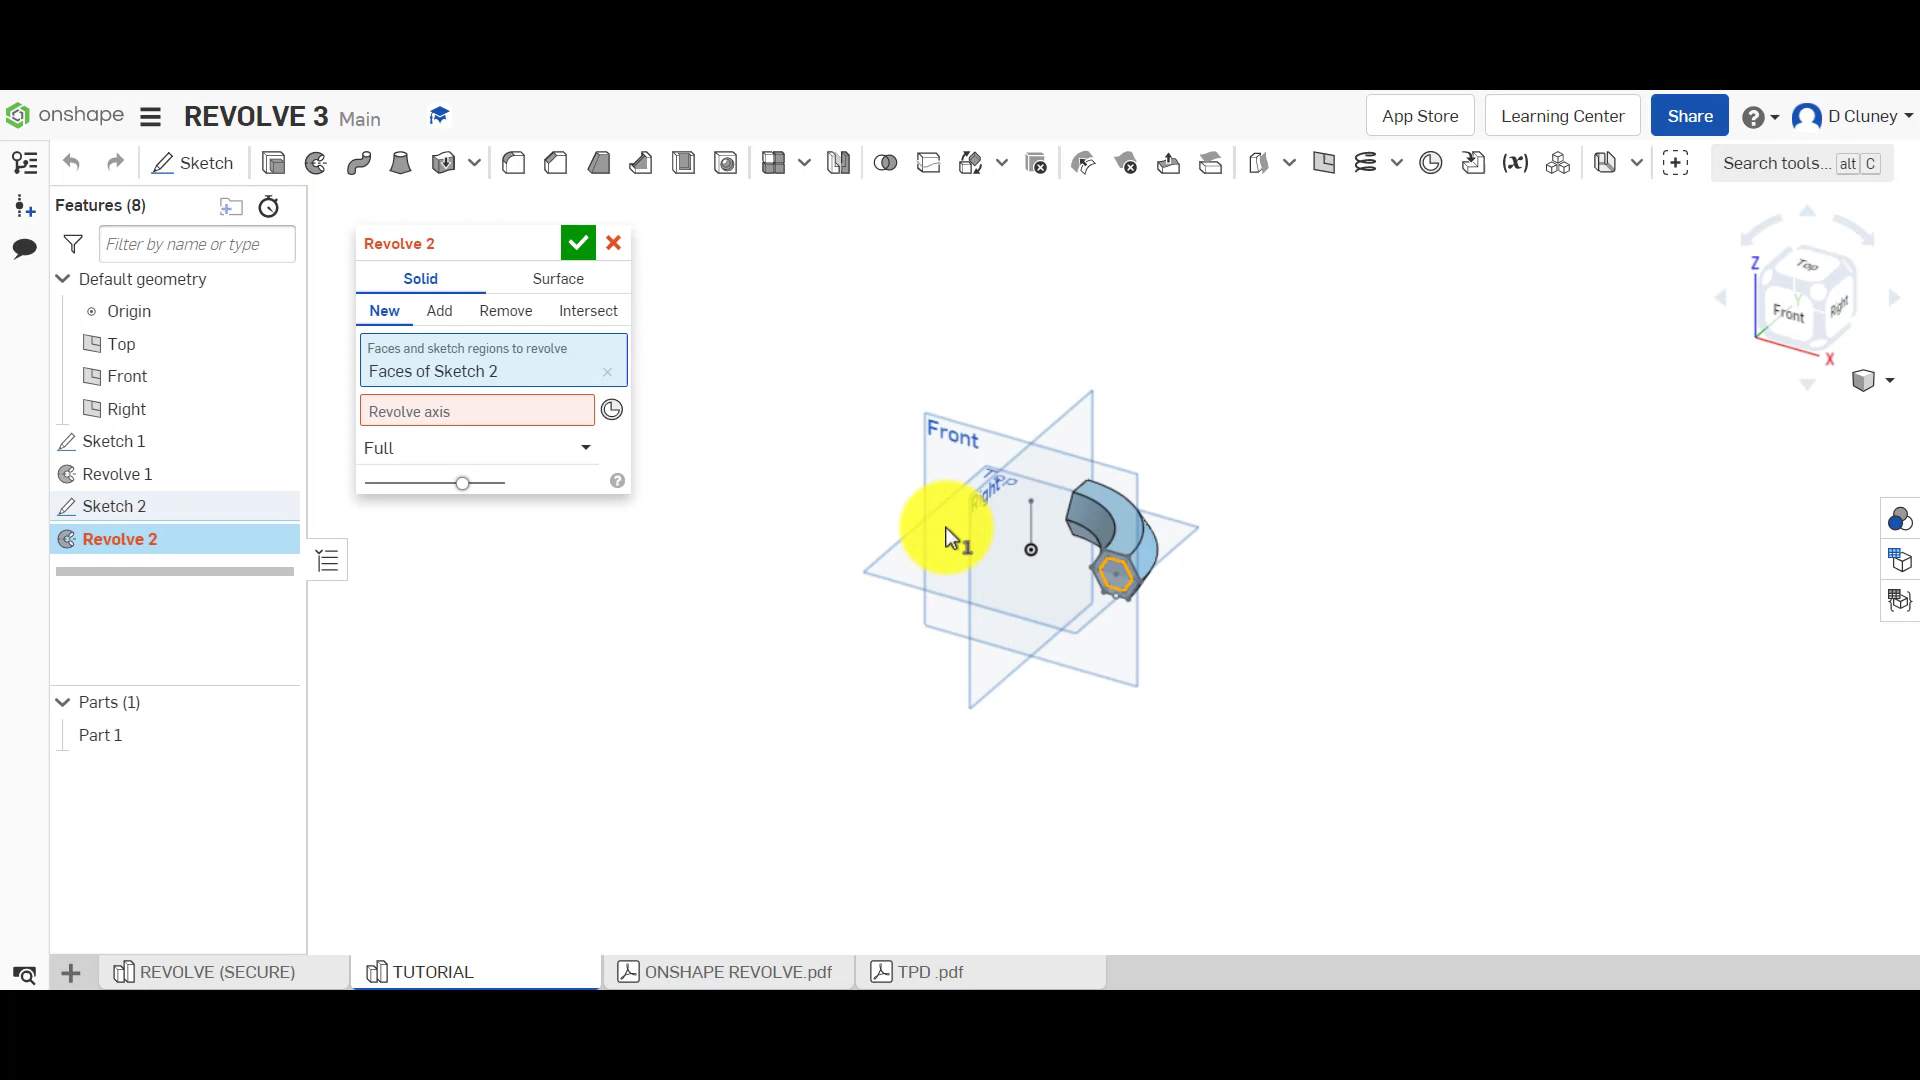 onshape
REVOLVE 3 Main
App Store
Learning Center
Share
D Cluney
Sketch
Search tools... alt C
Features (8)
Filter by name or type
Default geometry
Origin
Top
Front
Right
Sketch 1
Revolve 1
Sketch 2
Revolve 2
Parts (1)
Part 1
Revolve 2
Solid
Surface
New
Add
Remove
Intersect
Faces and sketch regions to revolve
Faces of Sketch 2
Revolve axis
Full
Front
Top
Right
1
Z
Top
Y
Front
Right
X
REVOLVE (SECURE)
TUTORIAL
ONSHAPE REVOLVE.pdf
TPD .pdf